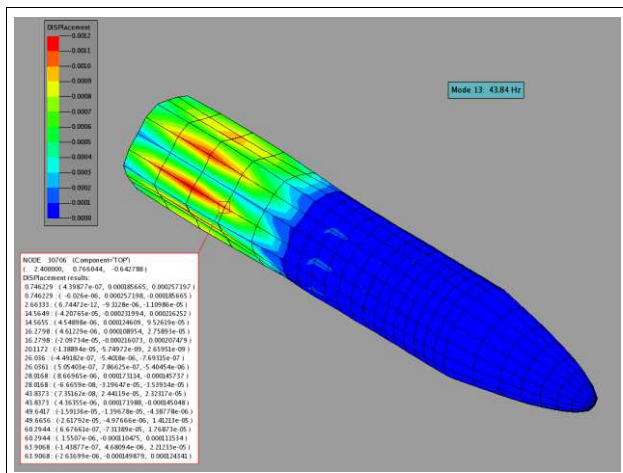 DISPlacement
0.0012
0.0011
0.0010
0.0009
0.0008
0.0007
0.0006
0.0005
0.0004
0.0003
0.0002
0.0001
0.0000
Mode 13: 43.84 Hz
NODE 30706 (Component='TOP')
( 2.400000, 0.766044, -0.642788)
DISPlacement results:
0.746229 : ( 4.39877e-07, 0.000185665, 0.000257197)
0.746229 : ( -6.026e-06, 0.000257198, -0.000185665)
2.66333 : ( 6.74472e-12, -9.3128e-06, -1.10986e-05)
14.5649 : (-4.20765e-05, -0.000231994, 0.000216252)
14.5655 : ( 4.54898e-06, 0.000124609, 9.52629e-05)
16.2798 : ( 4.61229e-06, 0.000108954, 2.75893e-05)
16.2798 : (-2.09734e-05, -0.000216073, 0.000207479)
20.1172 : (-1.38894e-05, -5.74972e-09, 2.65951e-09)
26.036 : (-4.49182e-07, -5.4018e-06, -7.69315e-07)
26.0361 : ( 5.05403e-07, 7.86625e-07, -5.40454e-06)
28.0168 : ( 8.66965e-06, 0.000173114, -0.000145737)
28.0168 : ( -6.6659e-08, -3.19647e-05, -3.53934e-05)
43.8373 : ( 7.35162e-08, 2.44119e-05, 2.32317e-05)
43.8373 : ( 4.36355e-06, 0.000171988, -0.000145048)
49.6417 : (-1.59136e-05, -1.39678e-05, -4.38778e-06)
49.6656 : (-2.61792e-05, -4.97666e-06, 1.41213e-05)
60.2944 : ( 6.67661e-07, -7.31389e-05, 1.76873e-05)
60.2944 : ( 1.5507e-06, -0.000110475, 0.000111534)
63.9068 : (-1.43877e-07, 4.68094e-06, 2.21233e-05)
63.9068 : (-2.63699e-06, -0.000149879, 0.000124341)